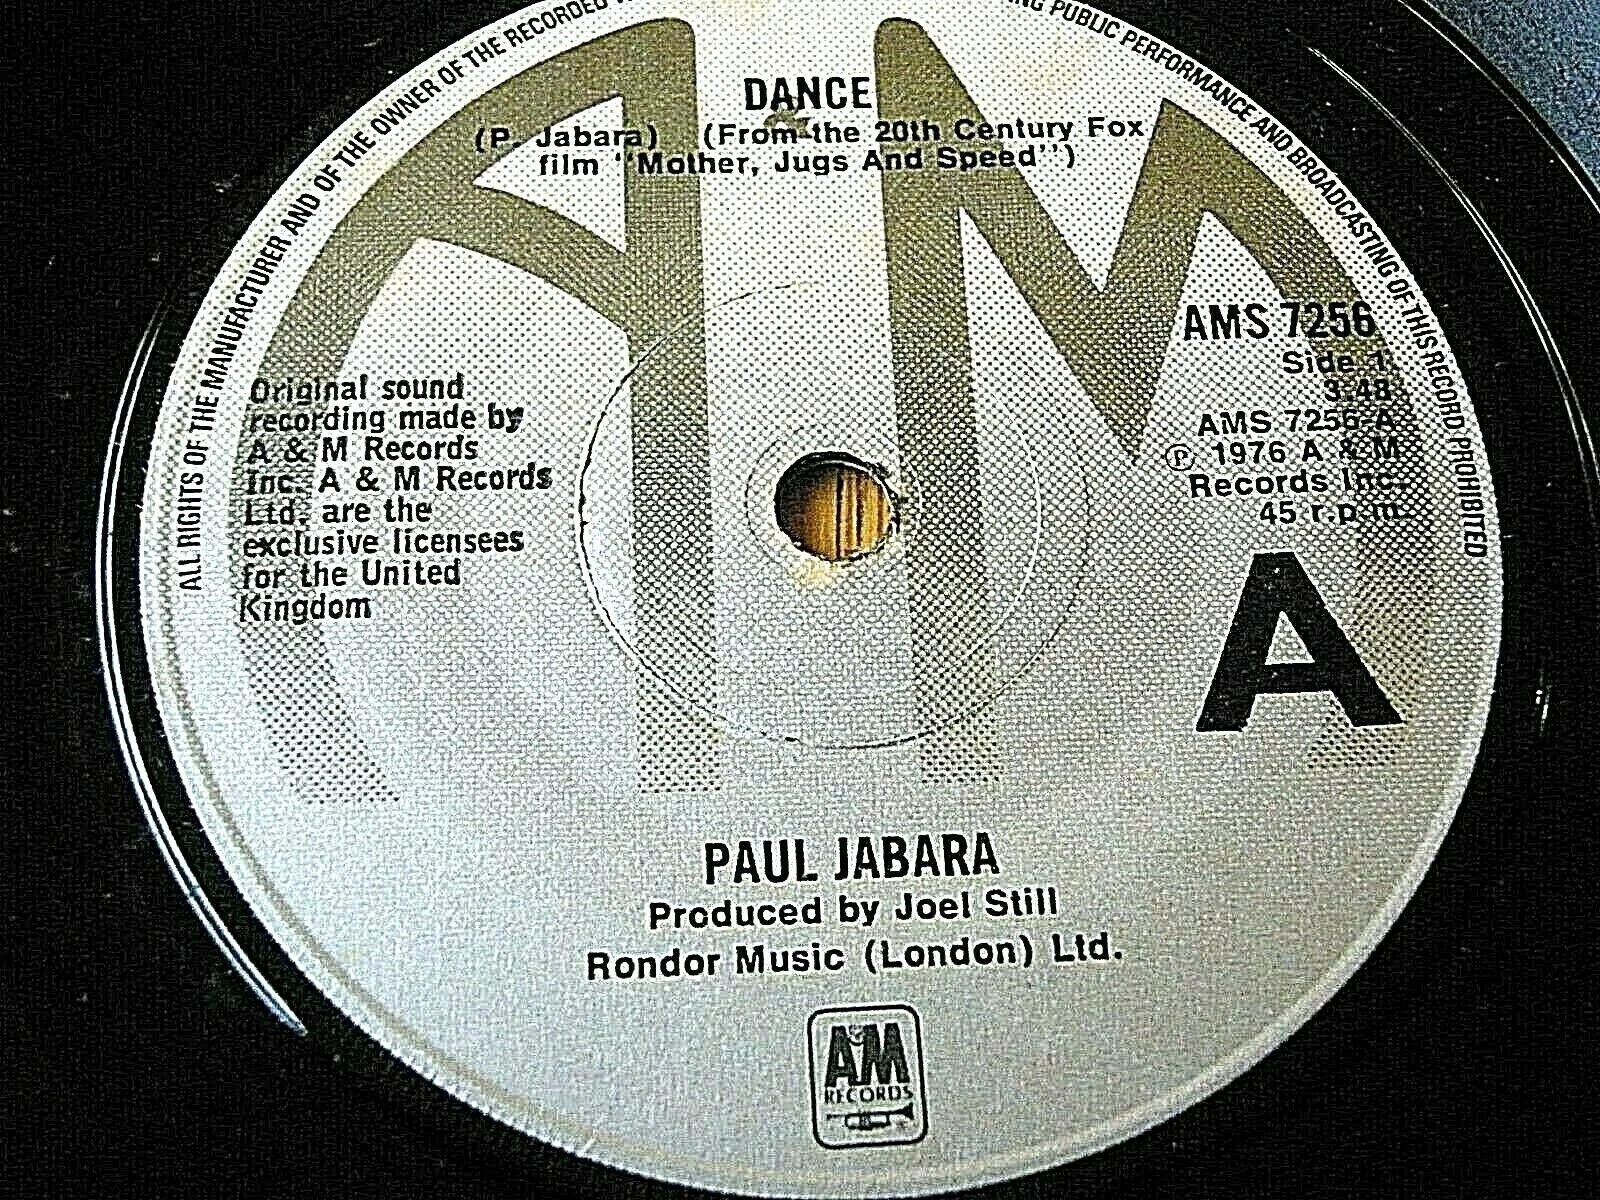 ALL RIGHTS OF THE MANUFACTURER AND OF THE OWNER OF THE RECORDED
PUBLIC PERFORMANCE AND BROADCASTING OF THIS RECORD PROHIBITED
DANCE
(P. Jabara) (From the 20th Century Fox
film "Mother, Jugs And Speed")
AMS 7256
Side 1
3:48
AMS 7256-A
℗ 1976 A & M
Records Inc.
45 r.p.m.
A
Original sound
recording made by
A & M Records
Inc. A & M Records
Ltd. are the
exclusive licensees
for the United
Kingdom
PAUL JABARA
Produced by Joel Still
Rondor Music (London) Ltd.
A&M
RECORDS